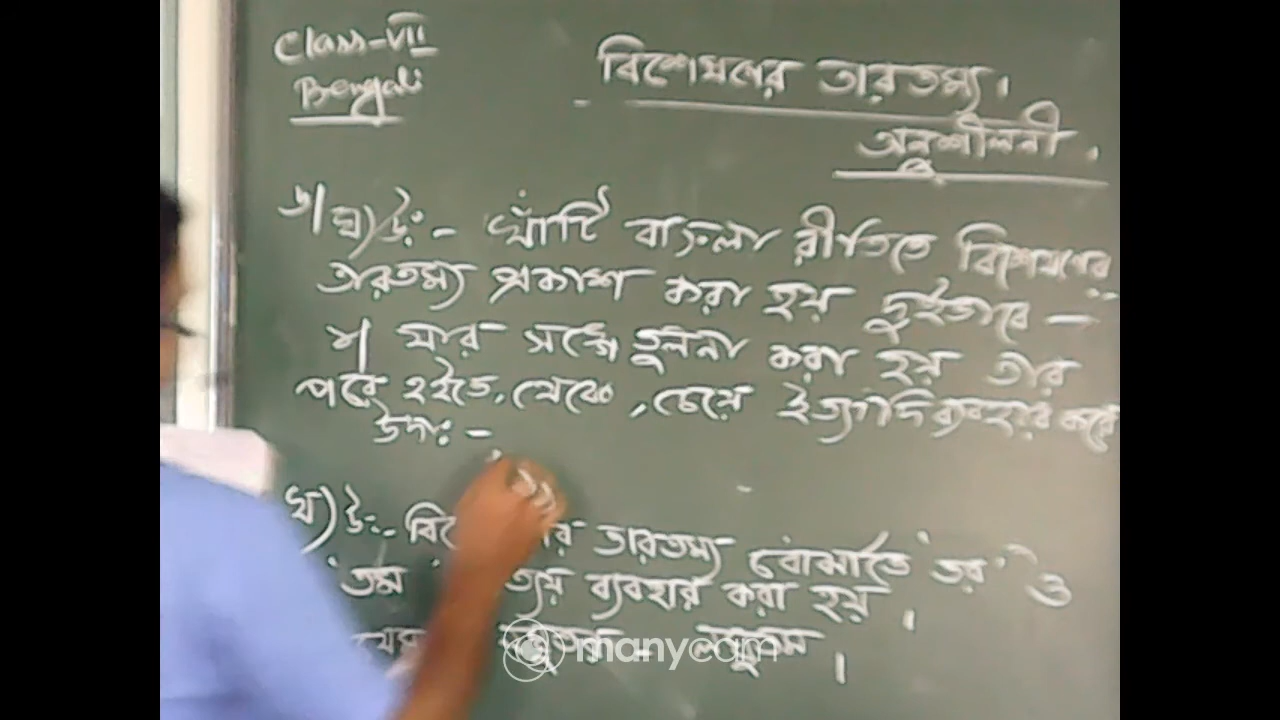 Class-VII
Bengali
বিশেষণের তারতম্য।
অনুশীলনী।
৬। ঘ) উঃ- খাঁটি বাংলা রীতিতে বিশেষণের
তারতম্য প্রকাশ করা হয় দুইভাবে -
১। যার সঙ্গে তুলনা করা হয় তার
পরে হইতে, থেকে, চেয়ে ইত্যাদি ব্যবহার করে
উদাঃ-
খ) উঃ- তারতম্য বোঝাতে 'তর' ও
'তম' ব্যবহার করা হয়।
manycam